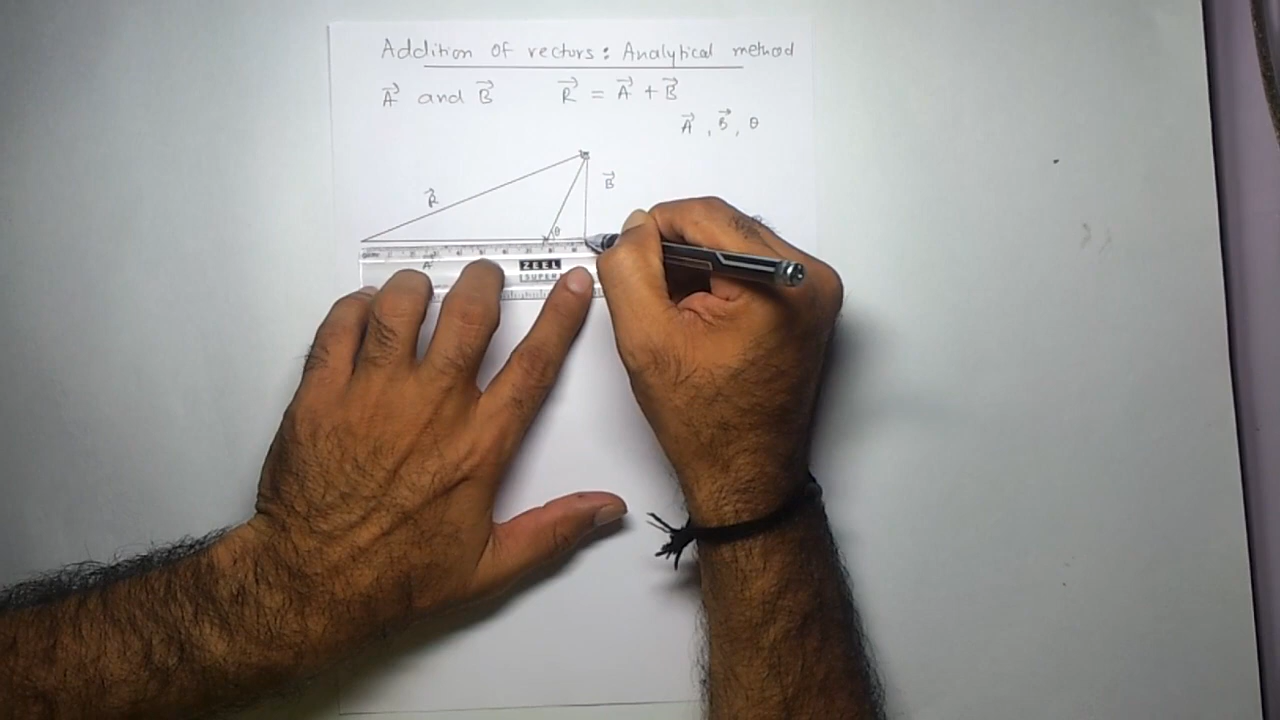 Addition of vectors: Analytical method
A⃗ and B⃗ R⃗ = A⃗ + B⃗
A⃗, B⃗, θ
B⃗
R⃗
θ
A⃗
ZEEL
SUPER